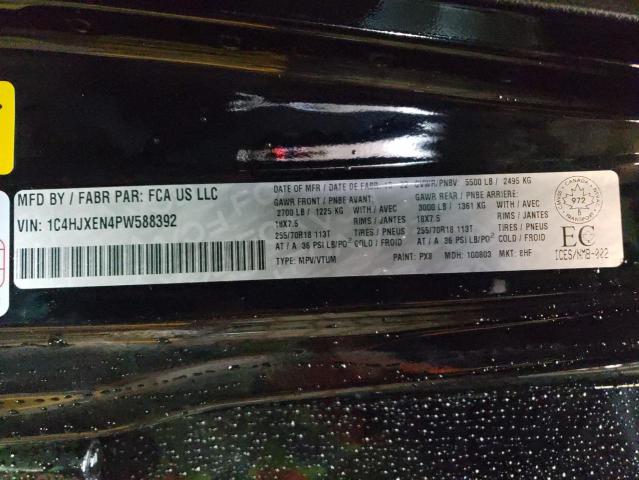 MFD BY / FABR PAR: FCA US LLC
VIN: 1C4HJXEN4PW588392
DATE OF MFR / DATE DE FABR GVWR/PNBV: 5500 LB / 2495 KG
GAWR FRONT / PNBE AVANT: GAWR REAR / PNBE ARRIERE:
2700 LB / 1225 KG WITH / AVEC 3000 LB / 1361 KG WITH / AVEC
18X7.5 RIMS / JANTES 18X7.5 RIMS / JANTES
255/70R18 113T TIRES / PNEUS 255/70R18 113T TIRES / PNEUS
AT / A 36 PSI LB/PO² COLD / FROID AT / A 36 PSI LB/PO² COLD / FROID
TYPE: MPV/VTUM PAINT: PX8 MDH: 100803 MKT: 8HF
CANADA
972
TRANSPORT
EC
ICES/NMB-002